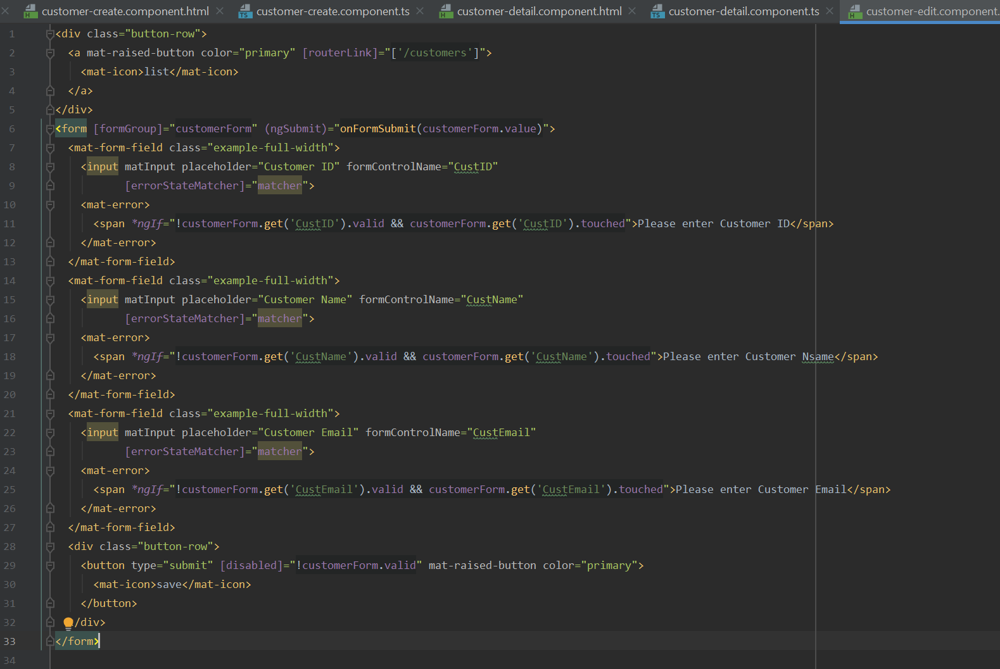 customer-create.component.html customer-create.component.ts customer-detail.component.html customer-detail.component.ts customer-edit.component.
1 <div class="button-row">
2   <a mat-raised-button color="primary" [routerLink]="['/customers']">
3     <mat-icon>list</mat-icon>
4   </a>
5 </div>
6 <form [formGroup]="customerForm" (ngSubmit)="onFormSubmit(customerForm.value)">
7   <mat-form-field class="example-full-width">
8     <input matInput placeholder="Customer ID" formControlName="CustID"
9            [errorStateMatcher]="matcher">
10     <mat-error>
11       <span *ngIf="!customerForm.get('CustID').valid && customerForm.get('CustID').touched">Please enter Customer ID</span>
12     </mat-error>
13   </mat-form-field>
14   <mat-form-field class="example-full-width">
15     <input matInput placeholder="Customer Name" formControlName="CustName"
16            [errorStateMatcher]="matcher">
17     <mat-error>
18       <span *ngIf="!customerForm.get('CustName').valid && customerForm.get('CustName').touched">Please enter Customer Nsame</span>
19     </mat-error>
20   </mat-form-field>
21   <mat-form-field class="example-full-width">
22     <input matInput placeholder="Customer Email" formControlName="CustEmail"
23            [errorStateMatcher]="matcher">
24     <mat-error>
25       <span *ngIf="!customerForm.get('CustEmail').valid && customerForm.get('CustEmail').touched">Please enter Customer Email</span>
26     </mat-error>
27   </mat-form-field>
28   <div class="button-row">
29     <button type="submit" [disabled]="!customerForm.valid" mat-raised-button color="primary">
30       <mat-icon>save</mat-icon>
31     </button>
32   /div>
33 </form>
34